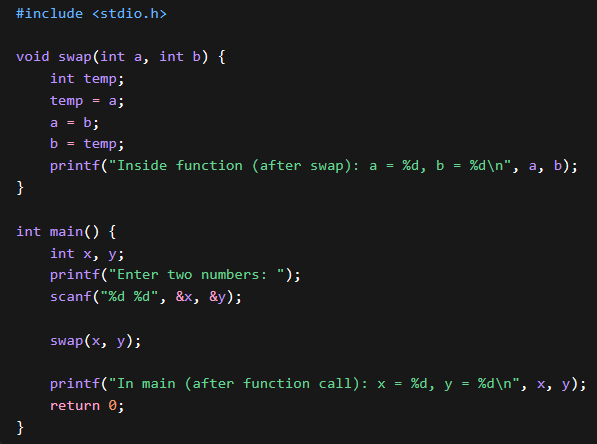 #include <stdio.h>

void swap(int a, int b) {
    int temp;
    temp = a;
    a = b;
    b = temp;
    printf("Inside function (after swap): a = %d, b = %d\n", a, b);
}

int main() {
    int x, y;
    printf("Enter two numbers: ");
    scanf("%d %d", &x, &y);

    swap(x, y);

    printf("In main (after function call): x = %d, y = %d\n", x, y);
    return 0;
}